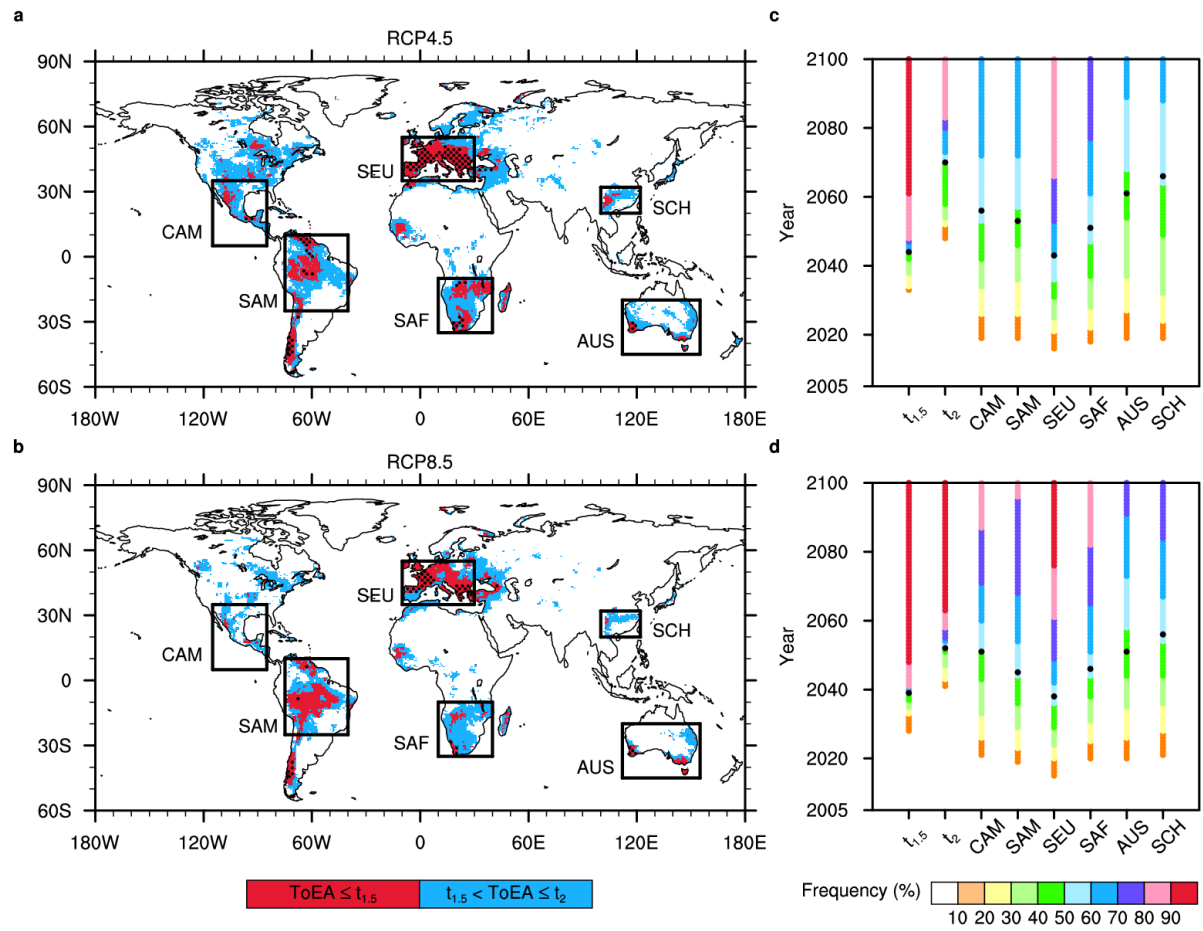 a
RCP4.5
90N
60N
30N
0
30S
60S
180W
120W
60W
0
60E
120E
180E
CAM
SAM
SEU
SAF
SCH
AUS
c
Year
2100
2080
2060
2040
2020
2005
t1.5
t2
CAM
SAM
SEU
SAF
AUS
SCH
b
RCP8.5
90N
60N
30N
0
30S
60S
180W
120W
60W
0
60E
120E
180E
CAM
SAM
SEU
SAF
SCH
AUS
d
Year
2100
2080
2060
2040
2020
2005
t1.5
t2
CAM
SAM
SEU
SAF
AUS
SCH
ToEA ≤ t1.5
t1.5 < ToEA ≤ t2
Frequency (%)
10 20 30 40 50 60 70 80 90